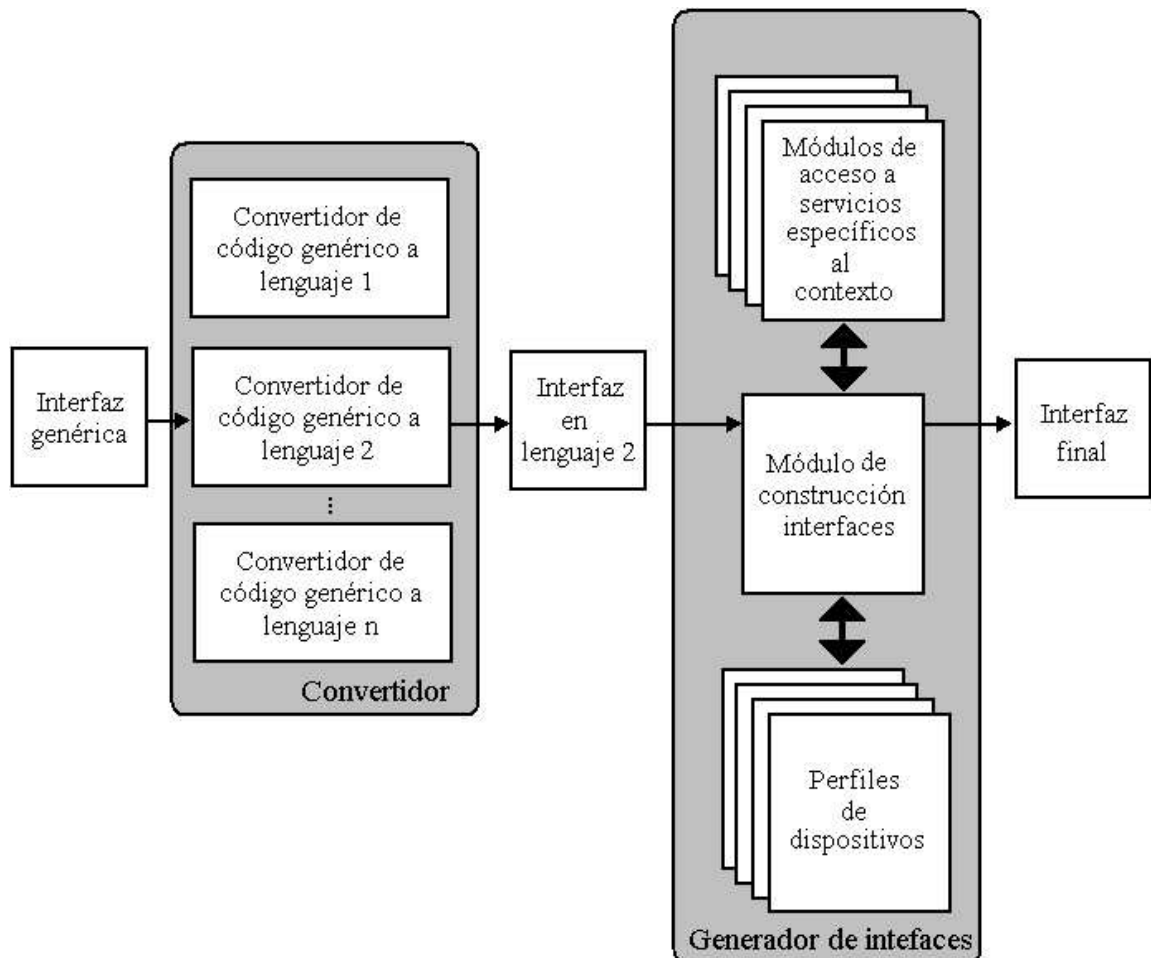 Interfaz
genérica
Convertidor de
código genérico a
lenguaje 1
Convertidor de
código genérico a
lenguaje 2
...
Convertidor de
código genérico a
lenguaje n
Convertidor
Interfaz
en
lenguaje 2
Módulos de
acceso a
servicios
específicos
al
contexto
Módulo de
construcción
interfaces
Perfiles
de
dispositivos
Generador de intefaces
Interfaz
final